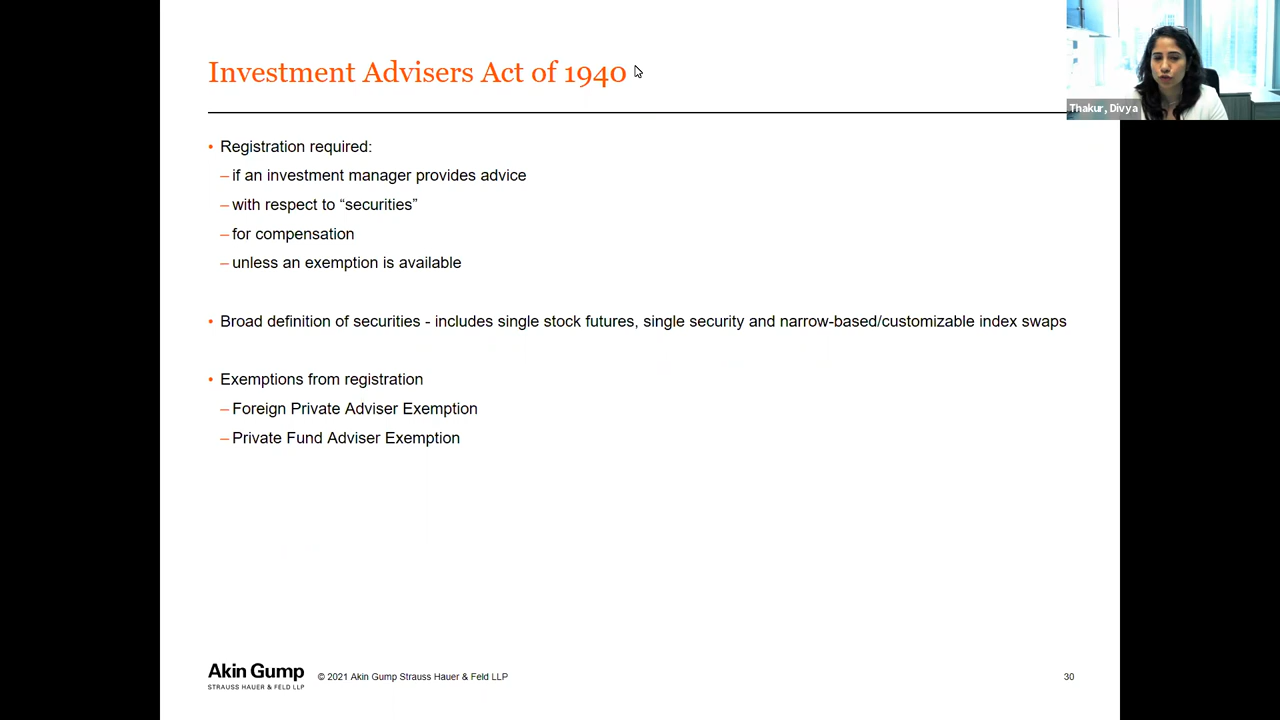 Investment Advisers Act of 1940
Thakur, Divya
• Registration required:
– if an investment manager provides advice
– with respect to “securities”
– for compensation
– unless an exemption is available
• Broad definition of securities - includes single stock futures, single security and narrow-based/customizable index swaps
• Exemptions from registration
– Foreign Private Adviser Exemption
– Private Fund Adviser Exemption
Akin Gump
STRAUSS HAUER & FELD LLP
© 2021 Akin Gump Strauss Hauer & Feld LLP
30